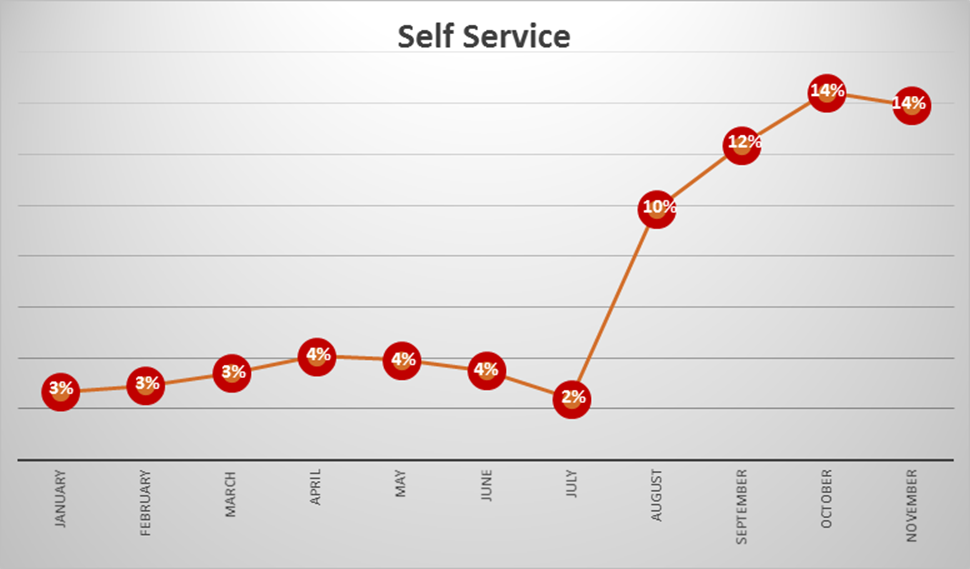 Self Service
3%
3%
3%
4%
4%
4%
2%
10%
12%
14%
14%
JANUARY
FEBRUARY
MARCH
APRIL
MAY
JUNE
JULY
AUGUST
SEPTEMBER
OCTOBER
NOVEMBER